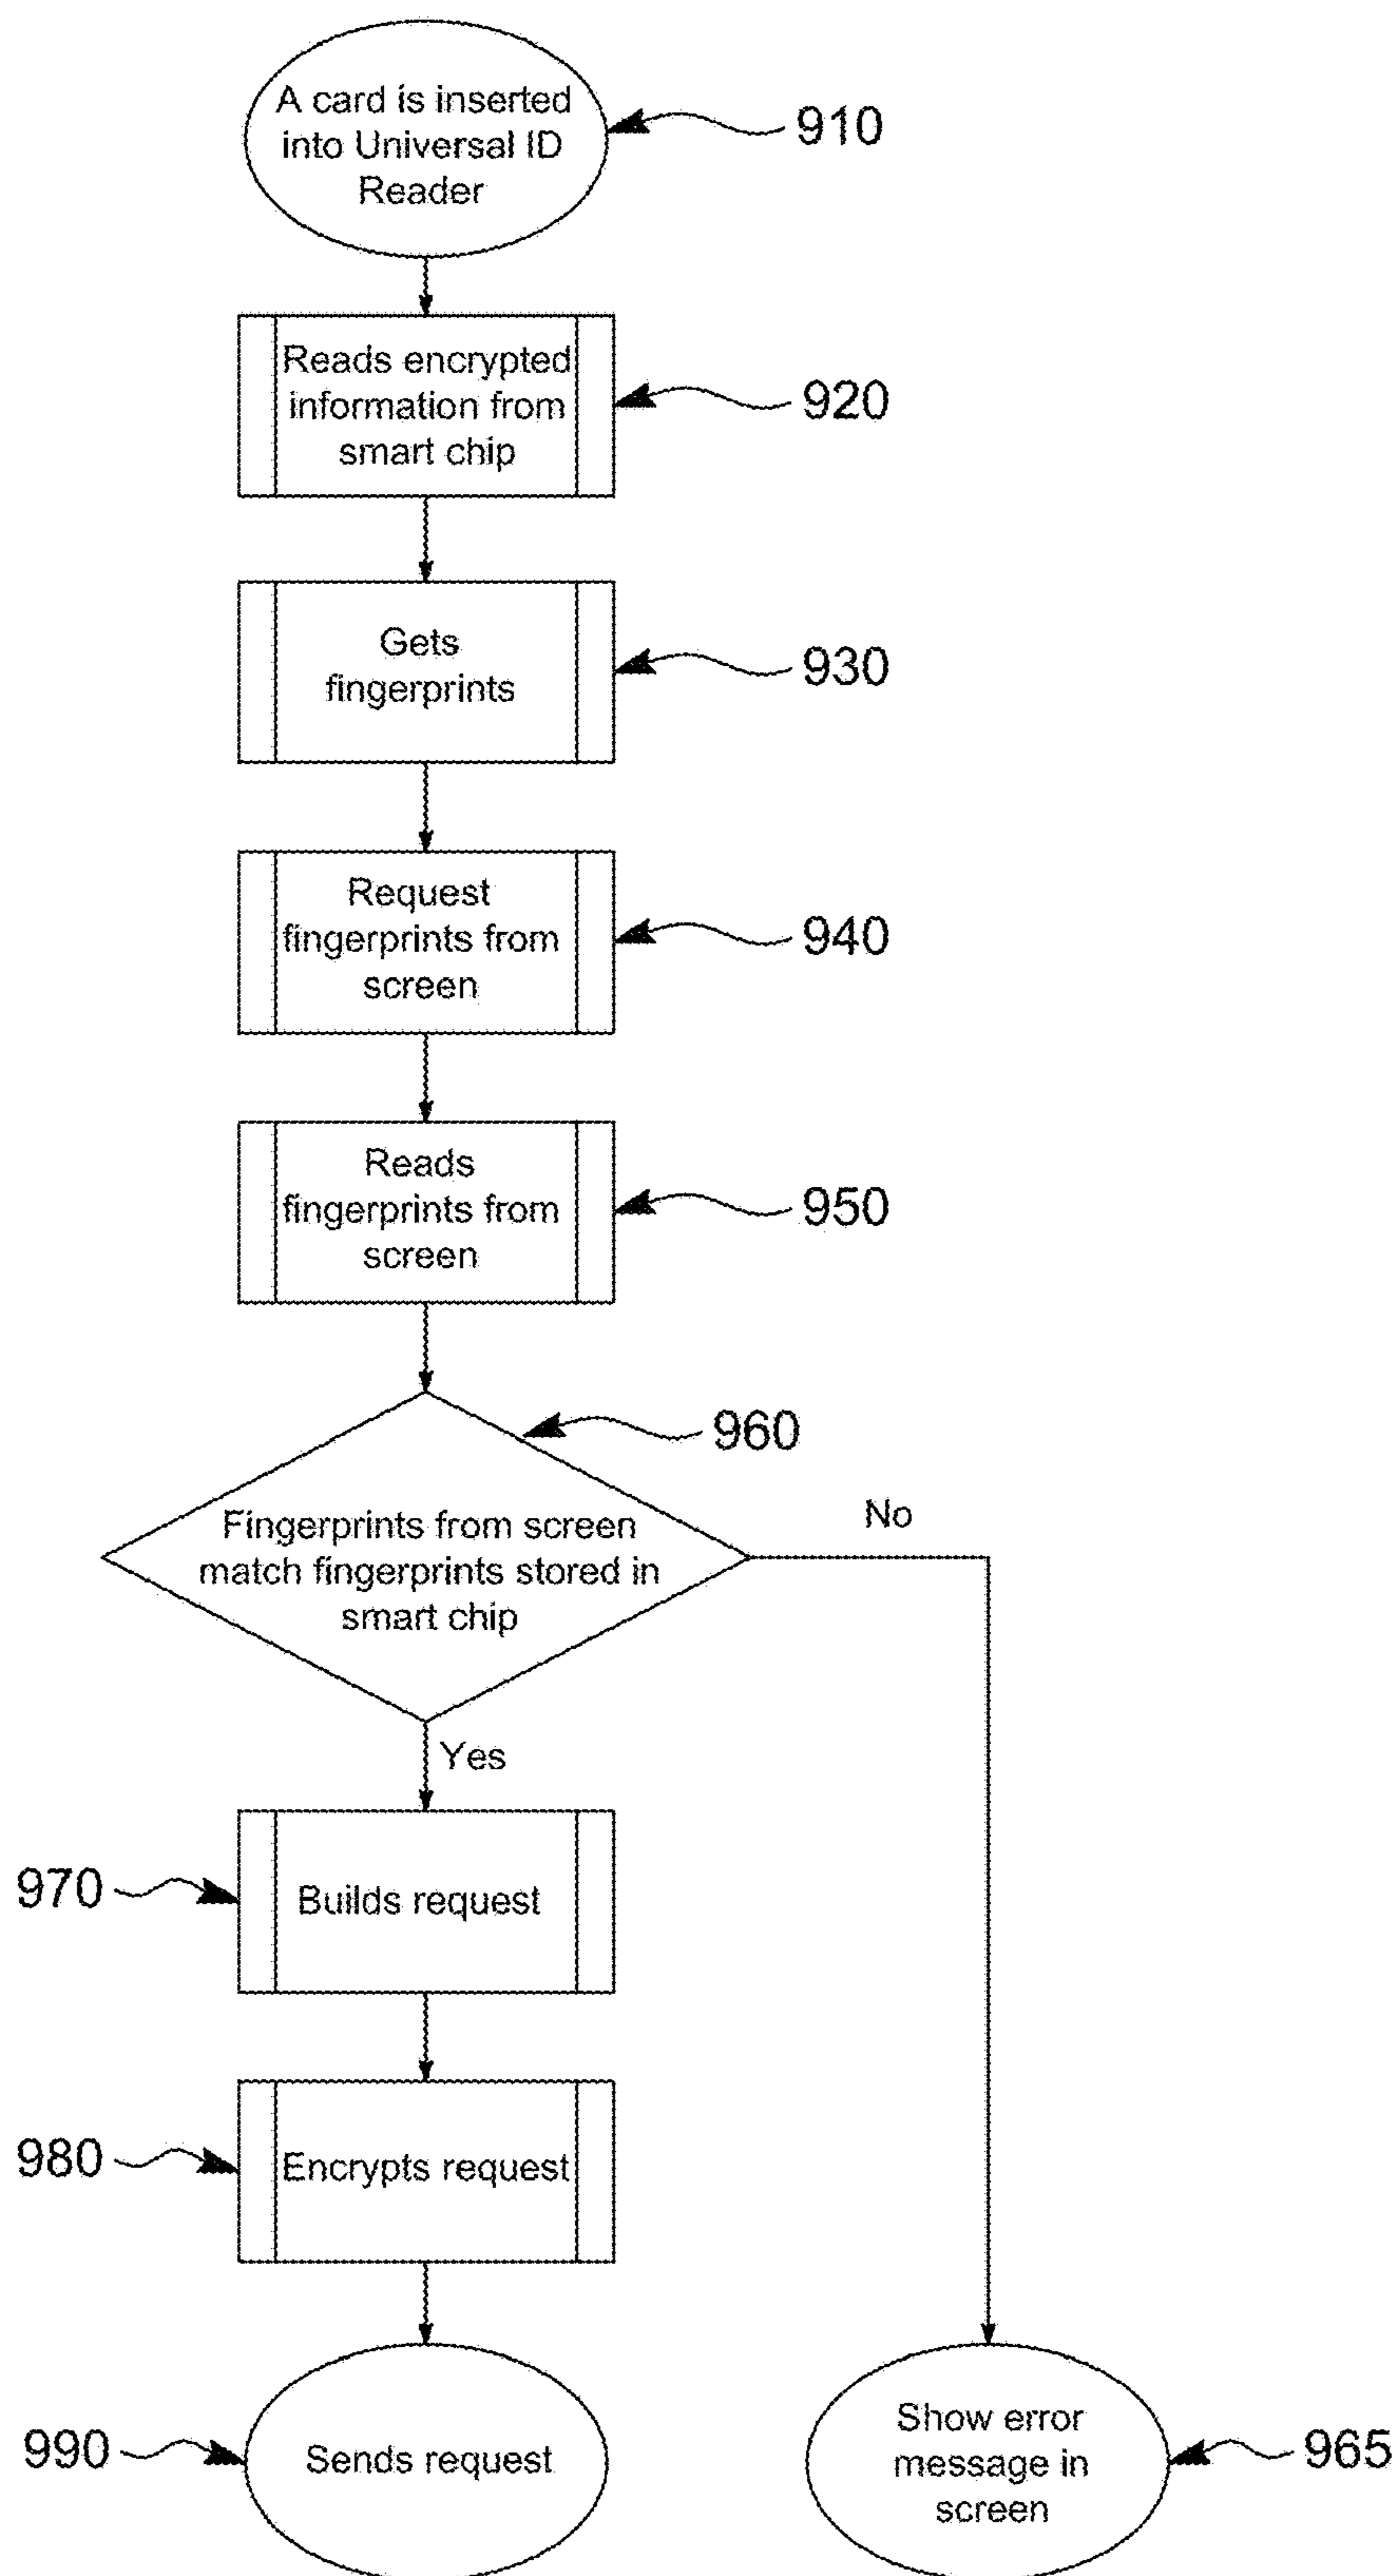 A card is inserted
into Universal ID
Reader
910
Reads encrypted
information from
smart chip
920
Gets
fingerprints
930
Request
fingerprints from
screen
940
Reads
fingerprints from
screen
950
960
Fingerprints from screen
match fingerprints stored in
smart chip
No
Yes
970
Builds request
980
Encrypts request
990
Sends request
Show error
message in
screen
965